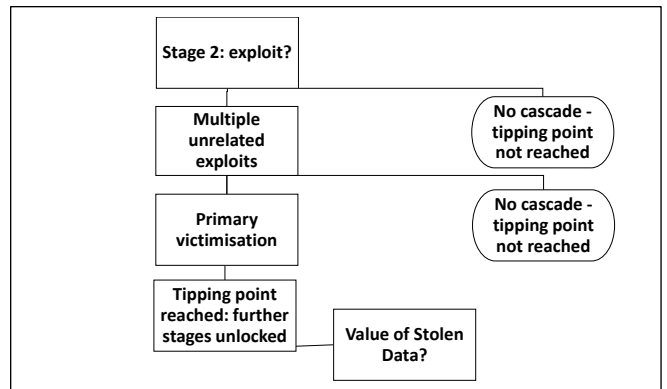 Stage 2: exploit?
Multiple
unrelated
exploits
No cascade -
tipping point
not reached
Primary
victimisation
No cascade -
tipping point
not reached
Tipping point
reached: further
stages unlocked
Value of Stolen
Data?